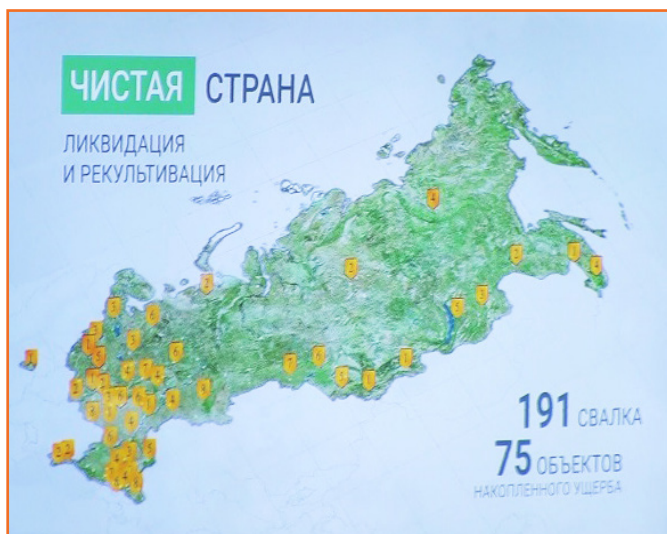 ЧИСТАЯ СТРАНА
ЛИКВИДАЦИЯ
И РЕКУЛЬТИВАЦИЯ
191 СВАЛКА
75 ОБЪЕКТОВ
НАКОПЛЕННОГО УЩЕРБА